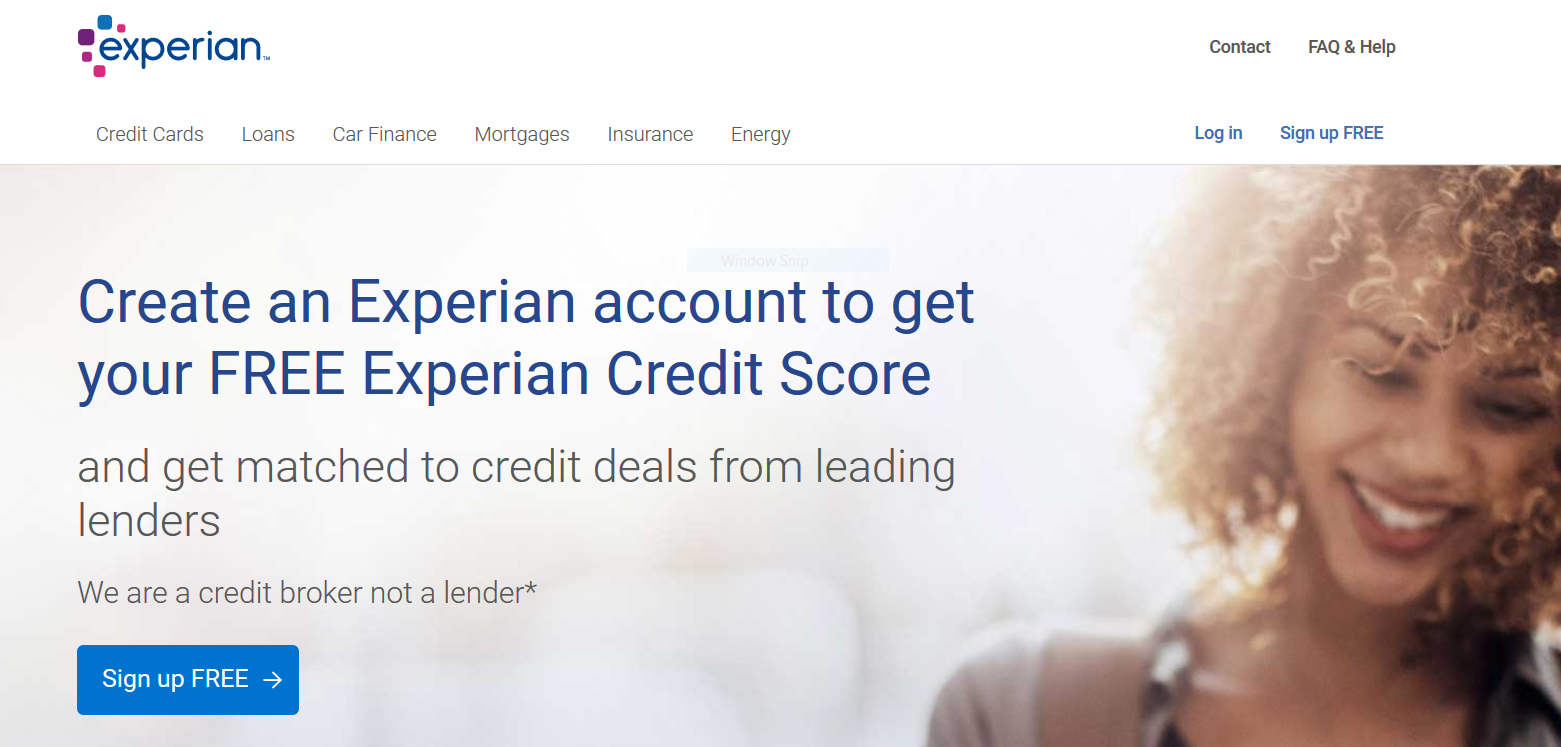 experian™
Contact FAQ & Help
Credit Cards Loans Car Finance Mortgages Insurance Energy Log in Sign up FREE
Window Snip
Create an Experian account to get
your FREE Experian Credit Score
and get matched to credit deals from leading
lenders
We are a credit broker not a lender*
Sign up FREE →